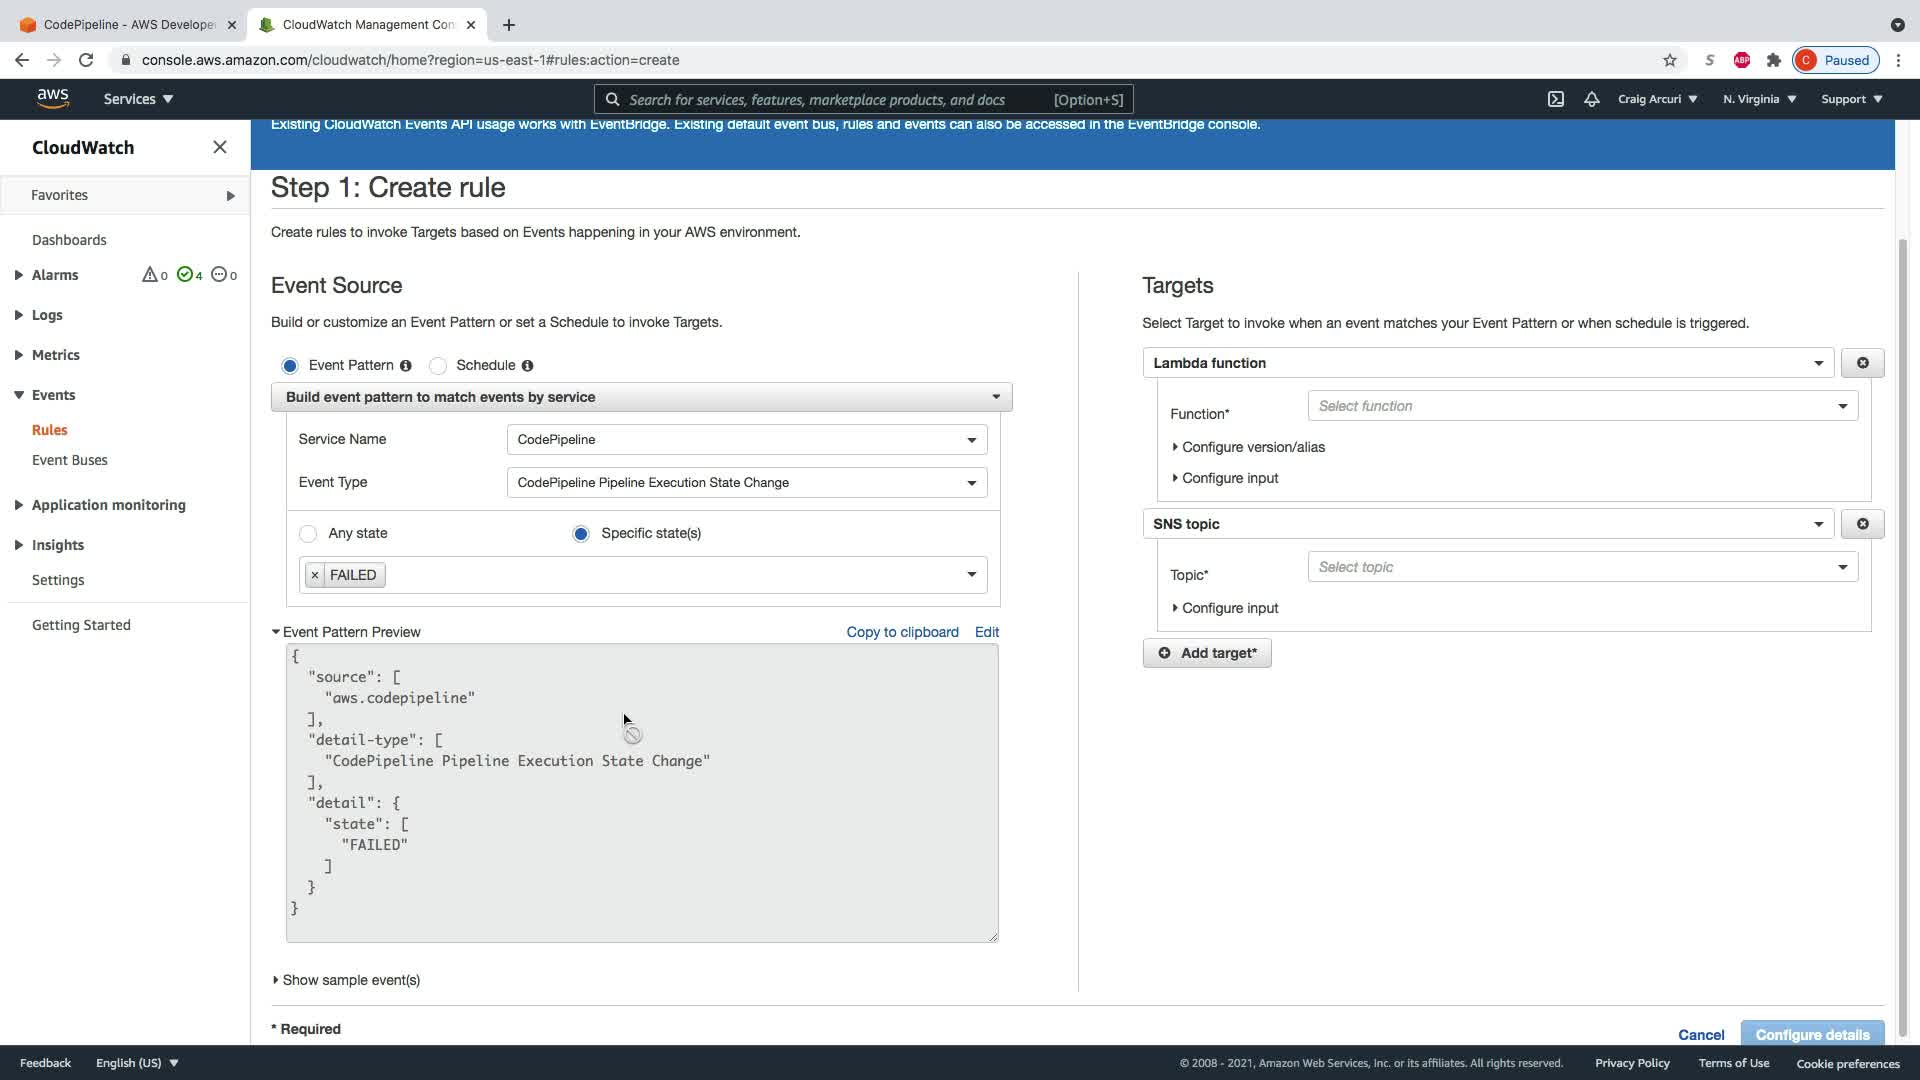 CodePipeline - AWS Develope
CloudWatch Management Con
console.aws.amazon.com/cloudwatch/home?region=us-east-1#rules:action=create
S
ABP
C Paused
aws
Services
Search for services, features, marketplace products, and docs [Option+S]
Craig Arcuri
N. Virginia
Support
CloudWatch
Favorites
Dashboards
Alarms 0 4 0
Logs
Metrics
Events
Rules
Event Buses
Application monitoring
Insights
Settings
Getting Started
Existing CloudWatch Events API usage works with EventBridge. Existing default event bus, rules and events can also be accessed in the EventBridge console.
Step 1: Create rule
Create rules to invoke Targets based on Events happening in your AWS environment.
Event Source
Build or customize an Event Pattern or set a Schedule to invoke Targets.
Event Pattern Schedule
Build event pattern to match events by service
Service Name CodePipeline
Event Type CodePipeline Pipeline Execution State Change
Any state Specific state(s)
× FAILED
Event Pattern Preview Copy to clipboard Edit
{
"source": [
"aws.codepipeline"
],
"detail-type": [
"CodePipeline Pipeline Execution State Change"
],
"detail": {
"state": [
"FAILED"
]
}
}
Show sample event(s)
* Required
Targets
Select Target to invoke when an event matches your Event Pattern or when schedule is triggered.
Lambda function
Function* Select function
Configure version/alias
Configure input
SNS topic
Topic* Select topic
Configure input
Add target*
Cancel Configure details
Feedback English (US)
© 2008 - 2021, Amazon Web Services, Inc. or its affiliates. All rights reserved. Privacy Policy Terms of Use Cookie preferences